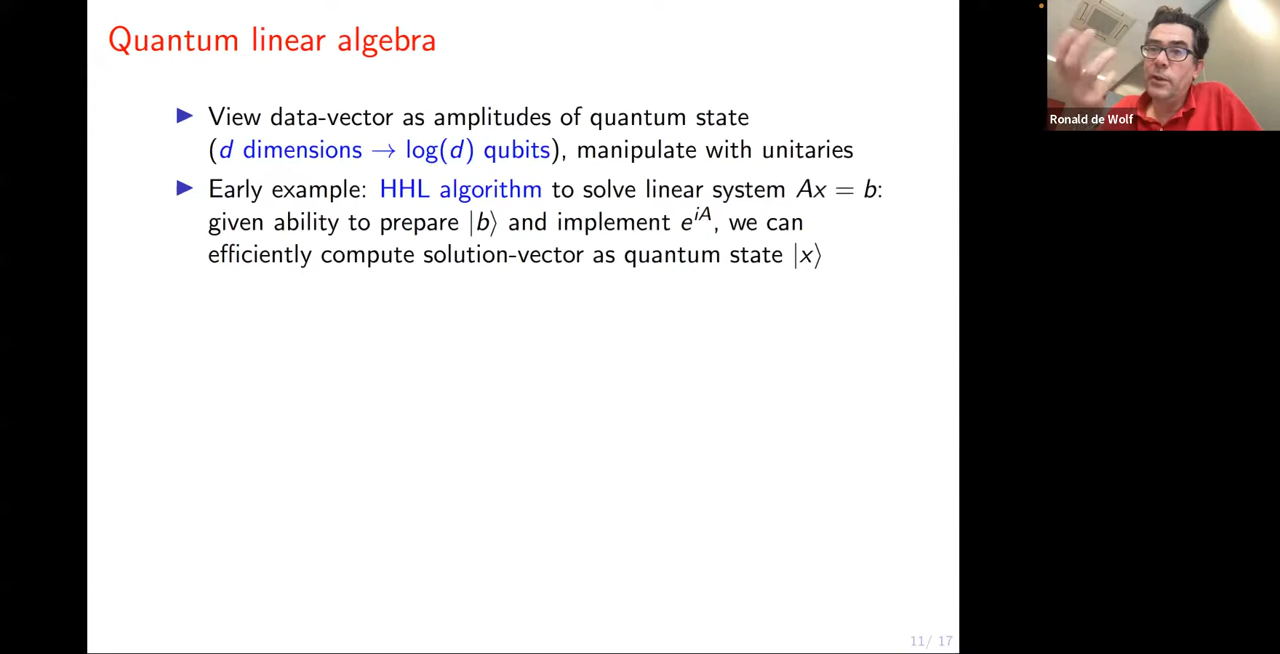 Quantum linear algebra
▶ View data-vector as amplitudes of quantum state
(d dimensions → log(d) qubits), manipulate with unitaries
▶ Early example: HHL algorithm to solve linear system Ax = b:
given ability to prepare |b⟩ and implement e^{iA}, we can
efficiently compute solution-vector as quantum state |x⟩
11/ 17
Ronald de Wolf